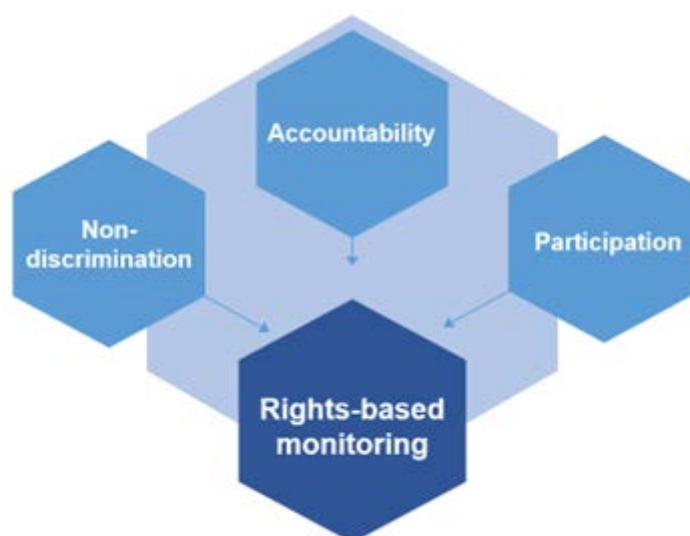 Accountability
Non-
discrimination
Participation
Rights-based
monitoring